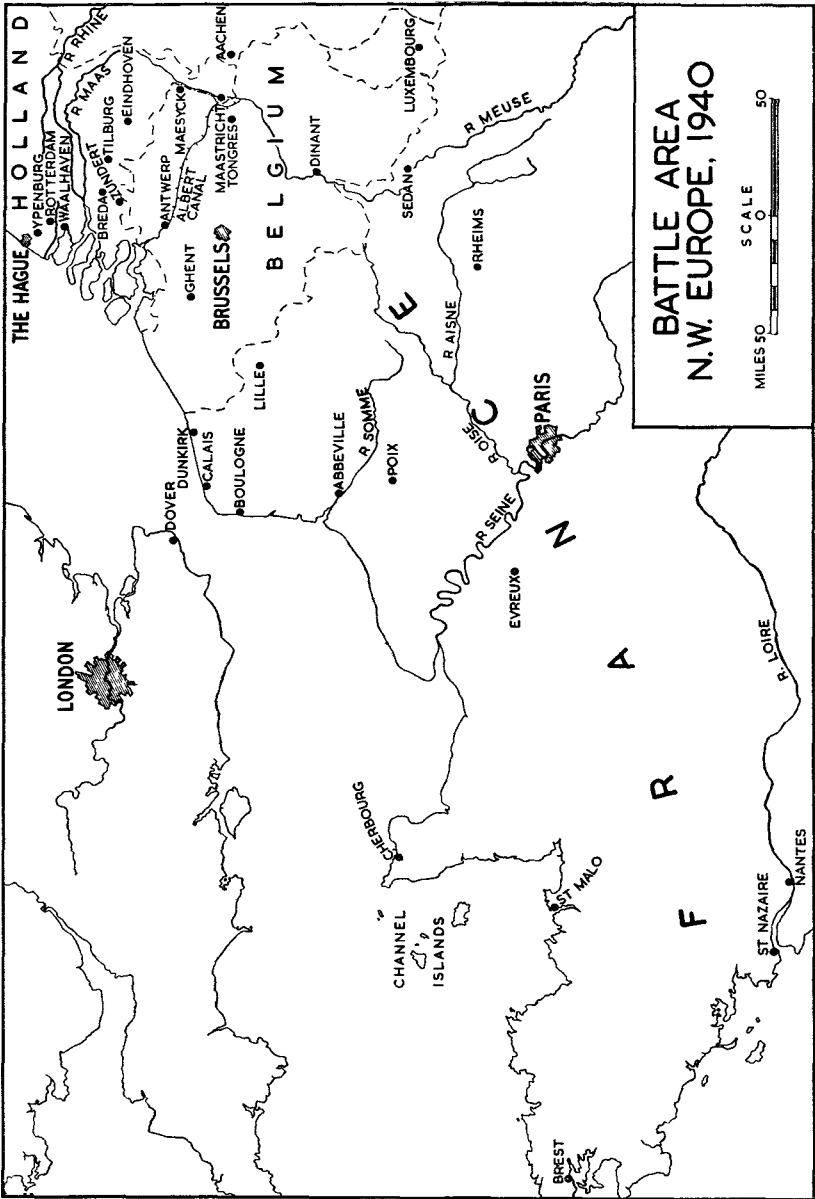 HOLLAND
R RHINE
THE HAGUE
YPENBURG
ROTTERDAM
WAALHAVEN
R MAAS
BREDA
TILBURG
ZUNDERT
EINDHOVEN
ANTWERP
MAESYCK
ALBERT
CANAL
MAASTRICHT
AACHEN
TONGRES
GHENT
BRUSSELS
BELGIUM
DINANT
LUXEMBOURG
LILLE
DUNKIRK
CALAIS
BOULOGNE
DOVER
LONDON
ABBEVILLE
R SOMME
POIX
SEDAN
R MEUSE
R AISNE
RHEIMS
R OISE
PARIS
R SEINE
EVREUX
CHERBOURG
CHANNEL
ISLANDS
ST MALO
FRANCE
R. LOIRE
ST NAZAIRE
NANTES
BREST
BATTLE AREA
N.W. EUROPE, 1940
SCALE
MILES 50 0 50